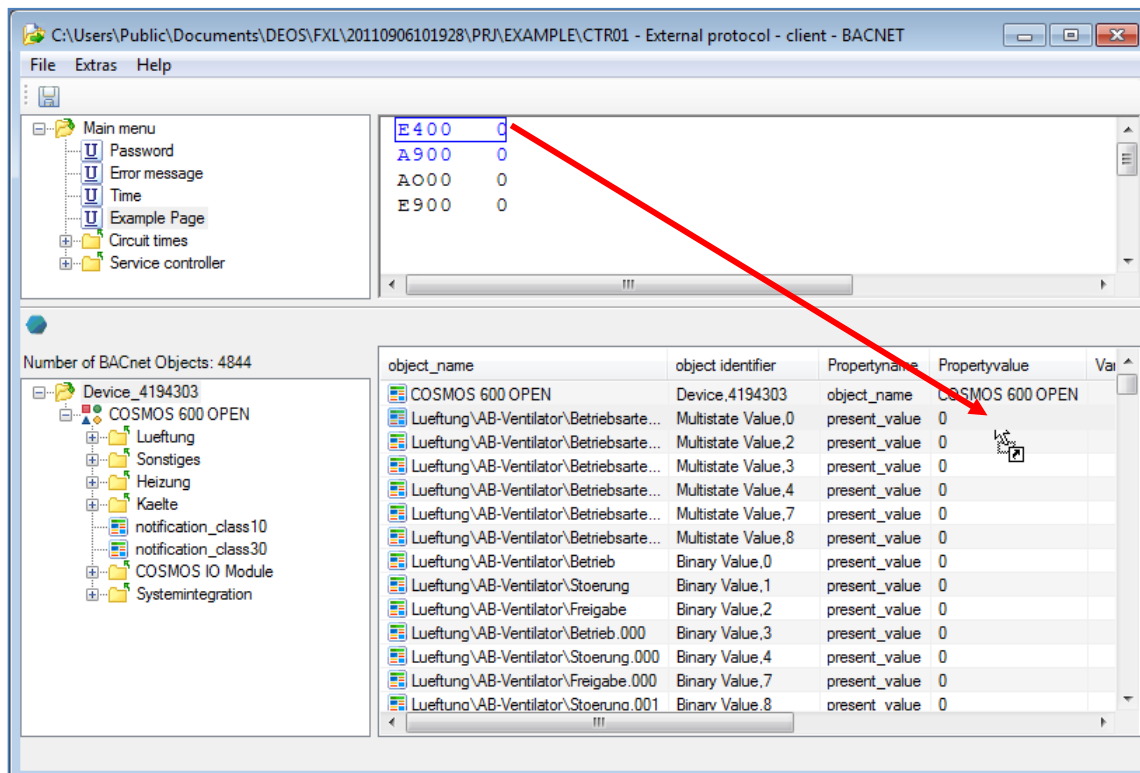 C:\Users\Public\Documents\DEOS\FXL\20110906101928\PRJ\EXAMPLE\CTR01 - External protocol - client - BACNET
File Extras Help
Main menu
Password
Error message
Time
Example Page
Circuit times
Service controller
E400 0
A900 0
AO00 0
E900 0
Number of BACnet Objects: 4844
Device_4194303
COSMOS 600 OPEN
Lueftung
Sonstiges
Heizung
Kaelte
notification_class10
notification_class30
COSMOS IO Module
Systemintegration
object_name object identifier Propertyname Propertyvalue Var
COSMOS 600 OPEN Device,4194303 object_name COSMOS 600 OPEN
Lueftung\AB-Ventilator\Betriebsarte... Multistate Value,0 present_value 0
Lueftung\AB-Ventilator\Betriebsarte... Multistate Value,2 present_value 0
Lueftung\AB-Ventilator\Betriebsarte... Multistate Value,3 present_value 0
Lueftung\AB-Ventilator\Betriebsarte... Multistate Value,4 present_value 0
Lueftung\AB-Ventilator\Betriebsarte... Multistate Value,7 present_value 0
Lueftung\AB-Ventilator\Betriebsarte... Multistate Value,8 present_value 0
Lueftung\AB-Ventilator\Betrieb Binary Value,0 present_value 0
Lueftung\AB-Ventilator\Stoerung Binary Value,1 present_value 0
Lueftung\AB-Ventilator\Freigabe Binary Value,2 present_value 0
Lueftung\AB-Ventilator\Betrieb.000 Binary Value,3 present_value 0
Lueftung\AB-Ventilator\Stoerung.000 Binary Value,4 present_value 0
Lueftung\AB-Ventilator\Freigabe.000 Binary Value,7 present_value 0
Lueftung\AB-Ventilator\Stoerung.001 Binary Value,8 present_value 0